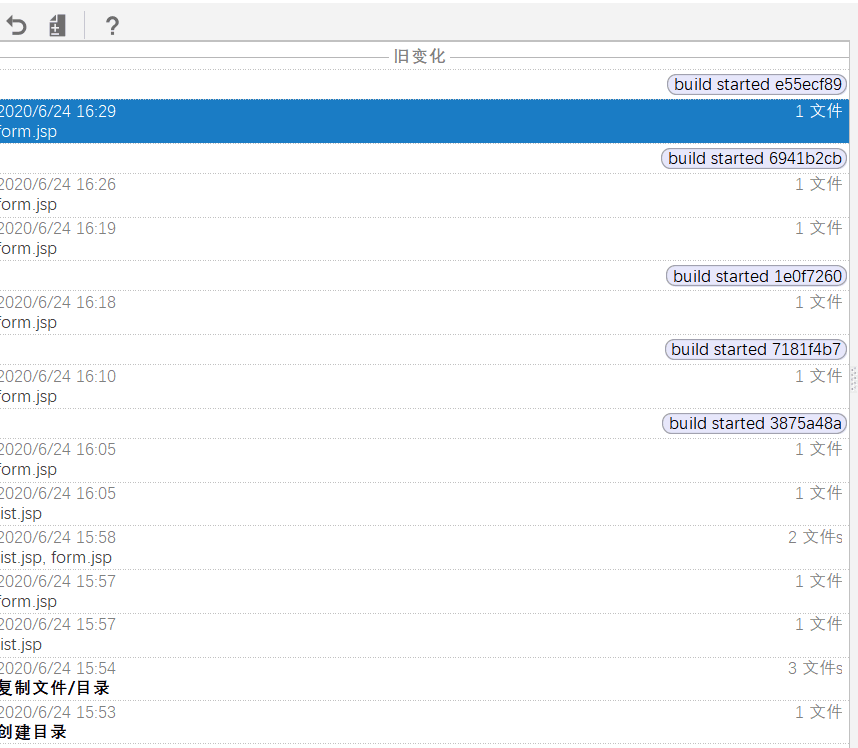 ?
旧变化
build started e55ecf89
2020/6/24 16:29 1 文件
form.jsp
build started 6941b2cb
2020/6/24 16:26 1 文件
form.jsp
2020/6/24 16:19 1 文件
form.jsp
build started 1e0f7260
2020/6/24 16:18 1 文件
form.jsp
build started 7181f4b7
2020/6/24 16:10 1 文件
form.jsp
build started 3875a48a
2020/6/24 16:05 1 文件
form.jsp
2020/6/24 16:05 1 文件
ist.jsp
2020/6/24 15:58 2 文件s
ist.jsp, form.jsp
2020/6/24 15:57 1 文件
form.jsp
2020/6/24 15:57 1 文件
ist.jsp
2020/6/24 15:54 3 文件s
复制文件/目录
2020/6/24 15:53 1 文件
创建目录